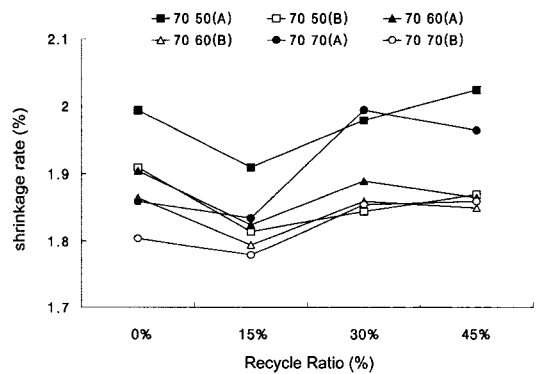 70 50(A) 70 50(B) 70 60(A)
70 60(B) 70 70(A) 70 70(B)
2.1
2
1.9
1.8
1.7
shrinkage rate (%)
0% 15% 30% 45%
Recycle Ratio (%)